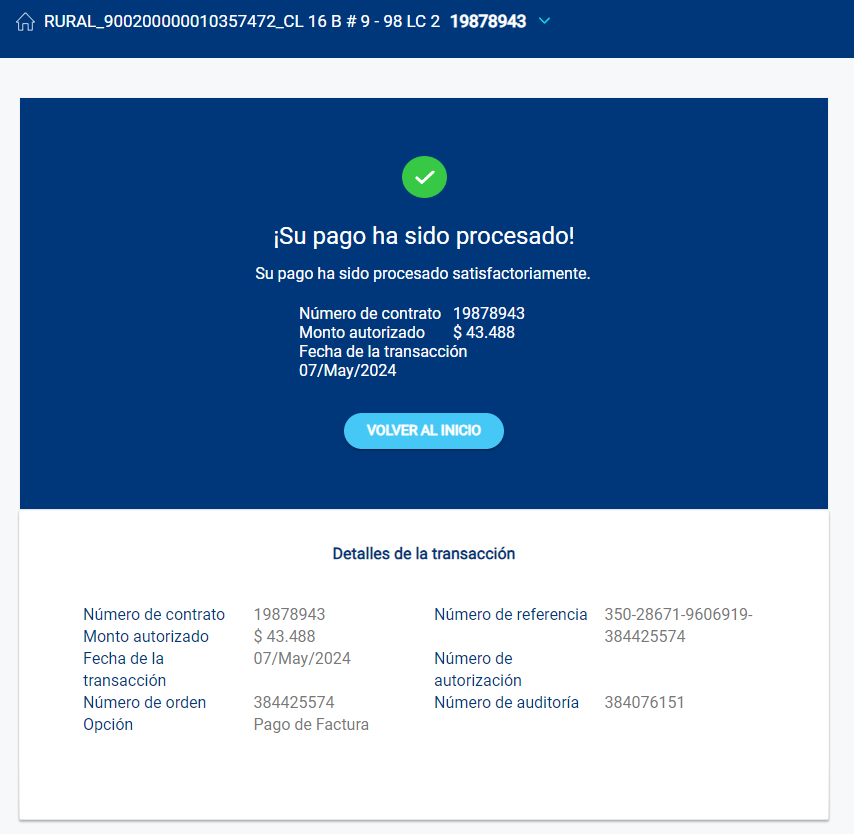 RURAL_900200000010357472_CL 16 B # 9 - 98 LC 2 19878943
¡Su pago ha sido procesado!
Su pago ha sido procesado satisfactoriamente.
Número de contrato 19878943
Monto autorizado $ 43.488
Fecha de la transacción
07/May/2024
VOLVER AL INICIO
Detalles de la transacción
Número de contrato 19878943
Monto autorizado $ 43.488
Fecha de la 07/May/2024
transacción
Número de orden 384425574
Opción Pago de Factura
Número de referencia 350-28671-9606919-
384425574
Número de
autorización
Número de auditoría 384076151